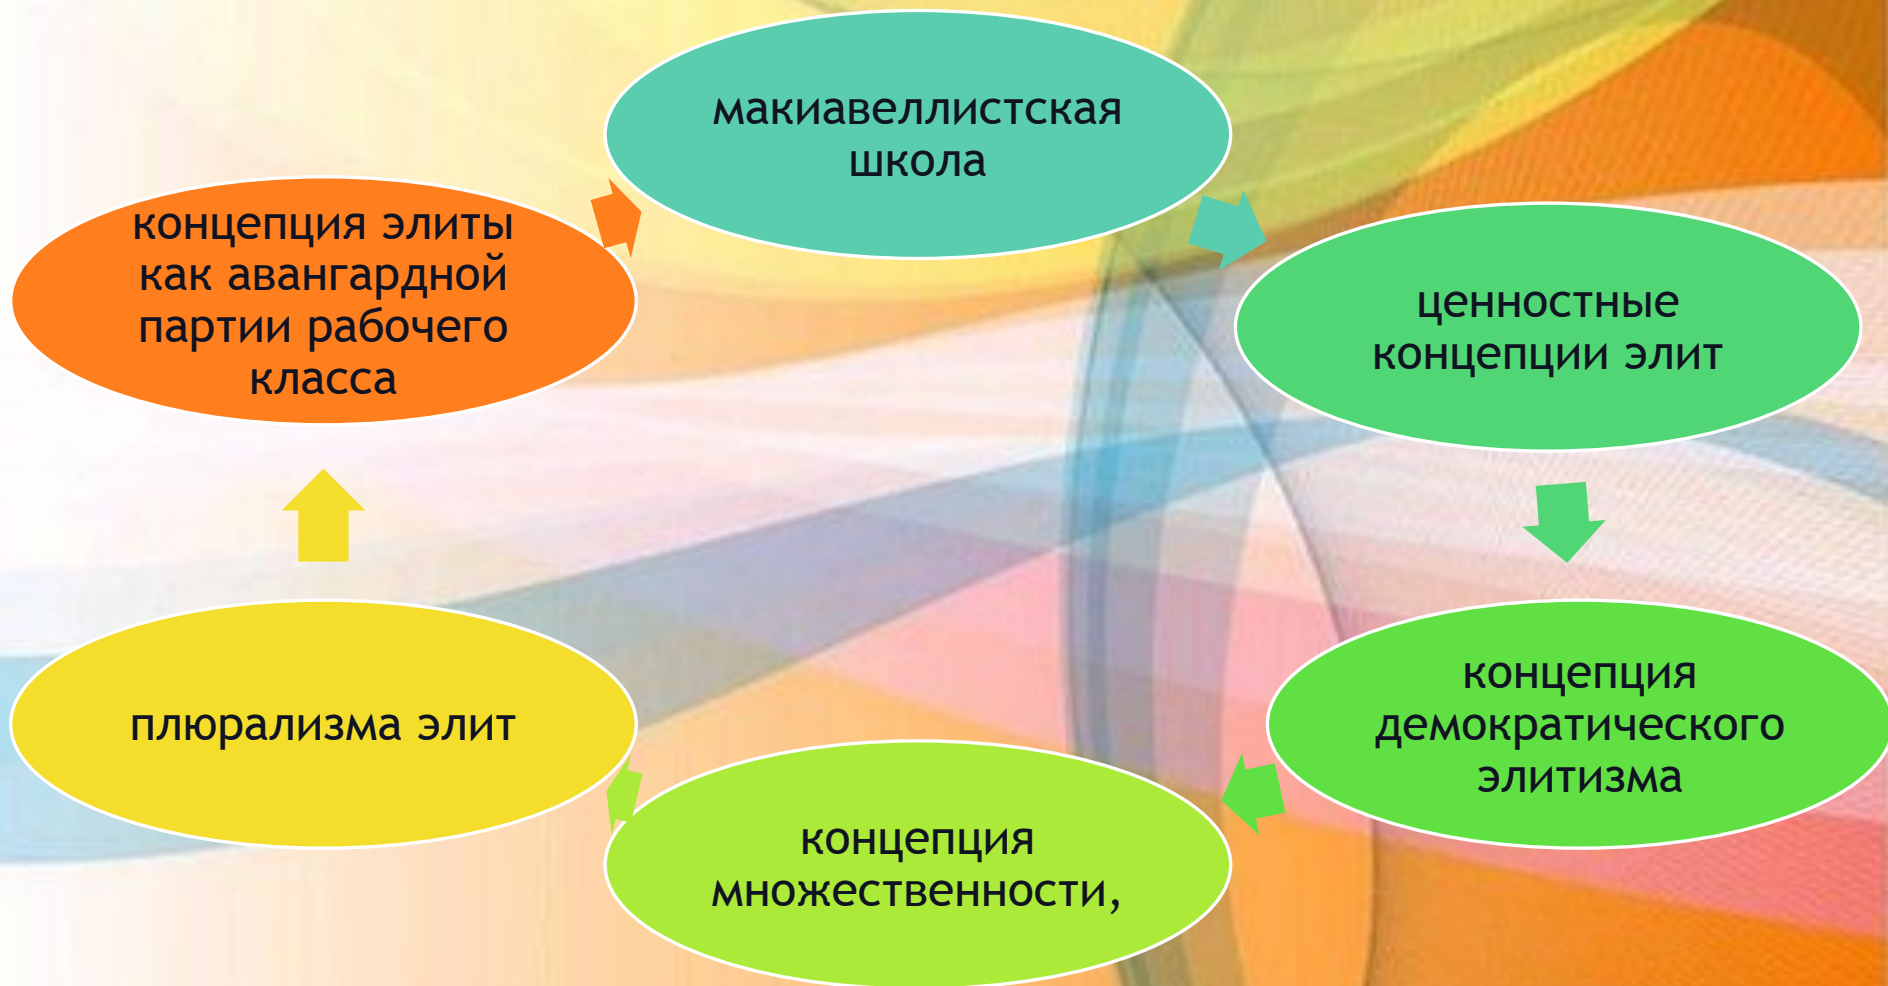 макиавеллистская
школа
ценностные
концепции элит
концепция
демократического
элитизма
концепция
множественности,
плюрализма элит
концепция элиты
как авангардной
партии рабочего
класса